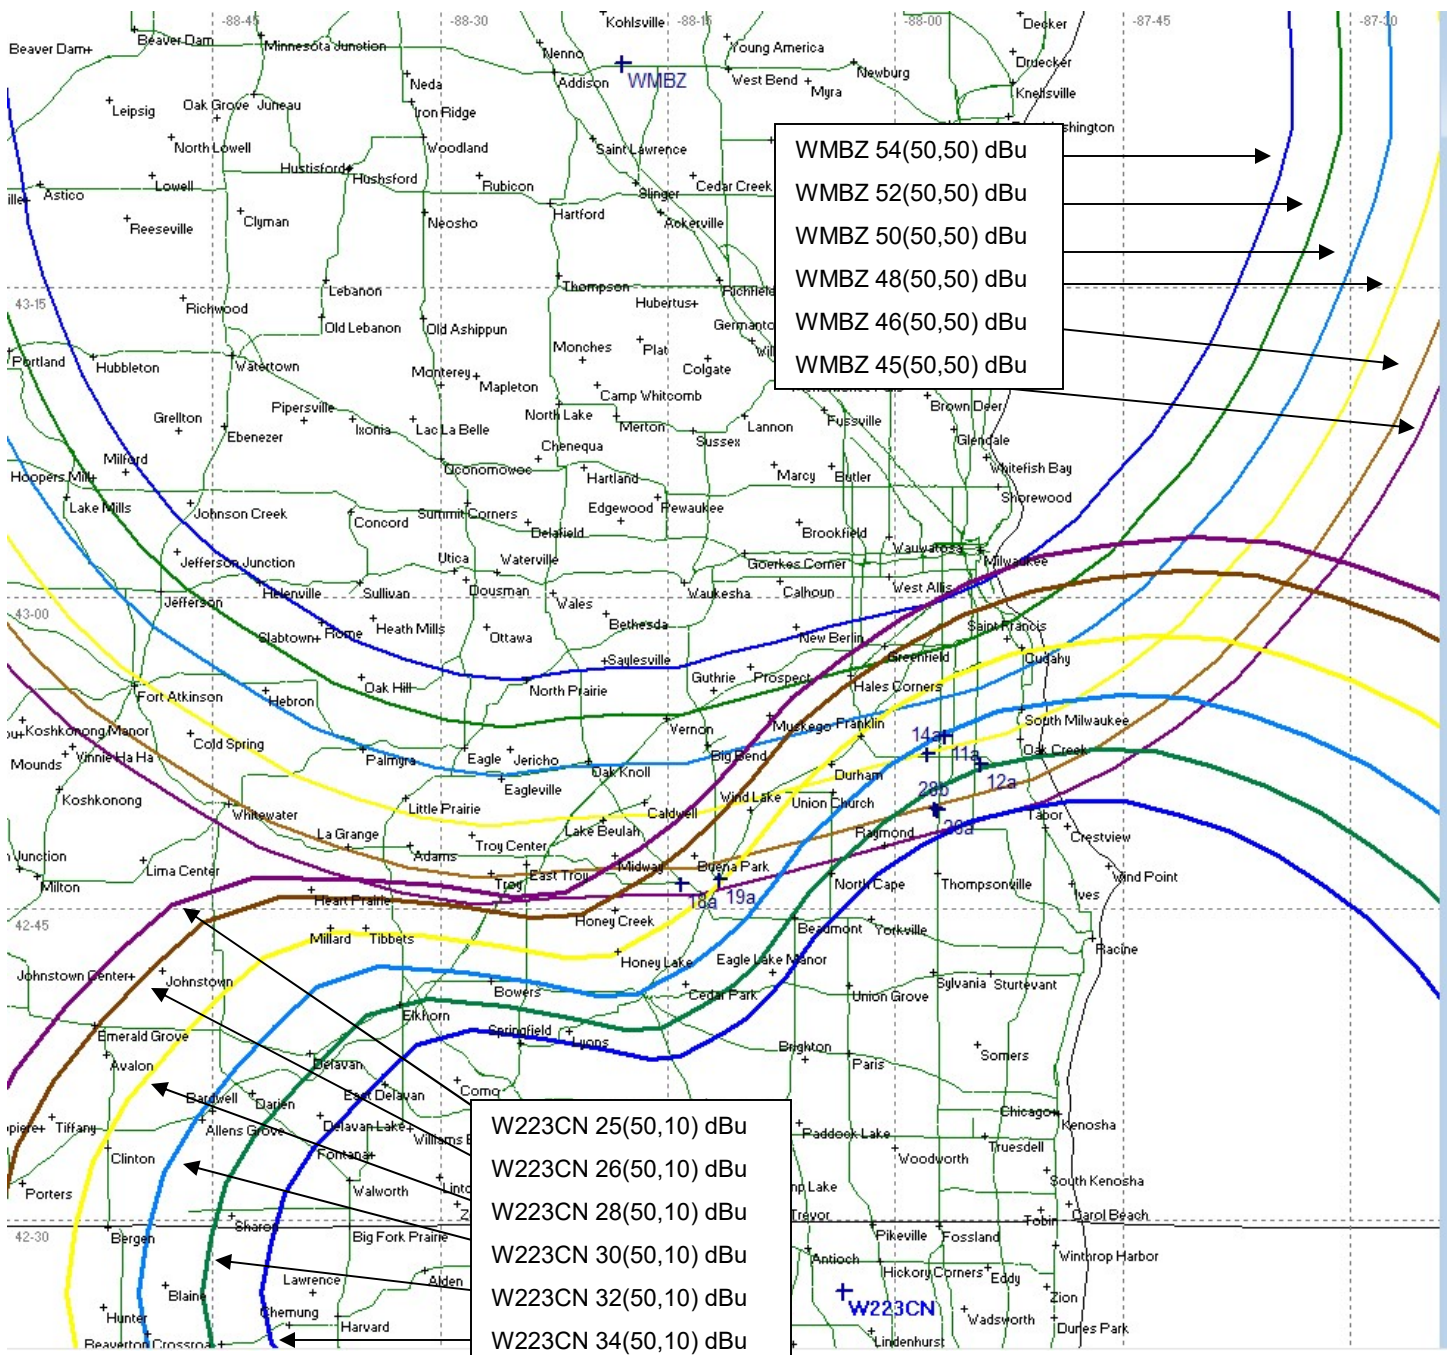 -88-45
-88-30
-88-15
-88-00
-87-45
-87-30
Kohlsville
Decker
Beaver Dam+
Beaver Dam
Minnesota Junction
Nenno
Young America
Druecker
WMBZ
Addison
West Bend
Newburg
Neda
Myra
Knellsville
Leipsig
Oak Grove
Juneau
Iron Ridge
North Lowell
Woodland
Saint Lawrence
Hustisford
Hushsford
Lowell
Rubicon
Cedar Creek
Astico
Slinger
Clyman
Hartford
Ackerville
Reeseville
Neosho
WMBZ 54(50,50) dBu
WMBZ 52(50,50) dBu
WMBZ 50(50,50) dBu
WMBZ 48(50,50) dBu
WMBZ 46(50,50) dBu
WMBZ 45(50,50) dBu
43-15
Lebanon
Thompson
Richfield
Hubertus+
Richwood
Old Lebanon
Old Ashippun
Monches
Plat
Portland
Hubbleton
Watertown
Colgate
Monterey
Mapleton
Camp Whitcomb
Brown Deer
Grellton
Pipersville
North Lake
Fussville
Ebenezer
Ixonia
Lac La Belle
Merton
Lannon
Sussex
Glendale
Chenequa
Milford
Oconomowoc
Whitefish Bay
Hoopers Mill+
Hartland
Marcy
Butler
Lake Mills
Johnson Creek
Concord
Summit Corners
Edgewood
Pewaukee
Shorewood
Delafield
Brookfield
Wauwatosa
Jefferson Junction
Utica
Waterville
Goerkes Corner
Milwaukee
Jefferson
Helenville
Sullivan
Dousman
Wales
Waukesha
Calhoun
West Allis
43-00
Slabtown+
Rome
Heath Mills
Ottawa
Bethesda
New Berlin
Saint Francis
Saylesville
Greenfield
Cudahy
Oak Hill
North Prairie
Guthrie
Prospect
Hales Corners
Fort Atkinson
Hebron
Koshkonong Manor
Cold Spring
Vernon
Muskego
Franklin
South Milwaukee
Mounds
Vinnie Ha Ha
Palmyra
Eagle
Jericho
Oak Knoll
Big Bend
14a
11a
Oak Creek
12a
Koshkonong
Eagleville
Durham
Whitewater
Little Prairie
Caldwell
Wind Lake
Union Church
28b
26a
La Grange
Lake Beulah
Raymond
Tabor
Crestview
Junction
Lima Center
Adams
Troy Center
Midway
Buena Park
Milton
Troy
East Troy
18a
19a
North Cape
Thompsonville
Wind Point
Ives
Heart Prairie
42-45
Honey Creek
Beaumont
Yorkville
Millard
Tibbets
Racine
Johnstown Center+
Johnstown
Honey Lake
Eagle Lake Manor
Bowers
Cedar Park
Union Grove
Sylvania
Sturtevant
Emerald Grove
Elkhorn
Springfield
Lyons
Avalon
Delavan
Brighton
Paris
Somers
Bardwell
Darien
East Delavan
Como
Tiffany
Allens Grove
Delavan Lake+
Chicago
Kenosha
Clinton
Fontana
Paddock Lake
Woodworth
Truesdell
Porters
Walworth
South Kenosha
Sharon
Trevor
Tobin
Carol Beach
42-30
Bergen
Big Fork Prairie
Pikeville
Fossland
Antioch
Winthrop Harbor
Lawrence
Alden
Hickory Corners
Eddy
Blaine
W223CN
Zion
Hunter
Chemung
Harvard
Wadsworth
Dunes Park
Lindenhurst
W223CN 25(50,10) dBu
W223CN 26(50,10) dBu
W223CN 28(50,10) dBu
W223CN 30(50,10) dBu
W223CN 32(50,10) dBu
W223CN 34(50,10) dBu